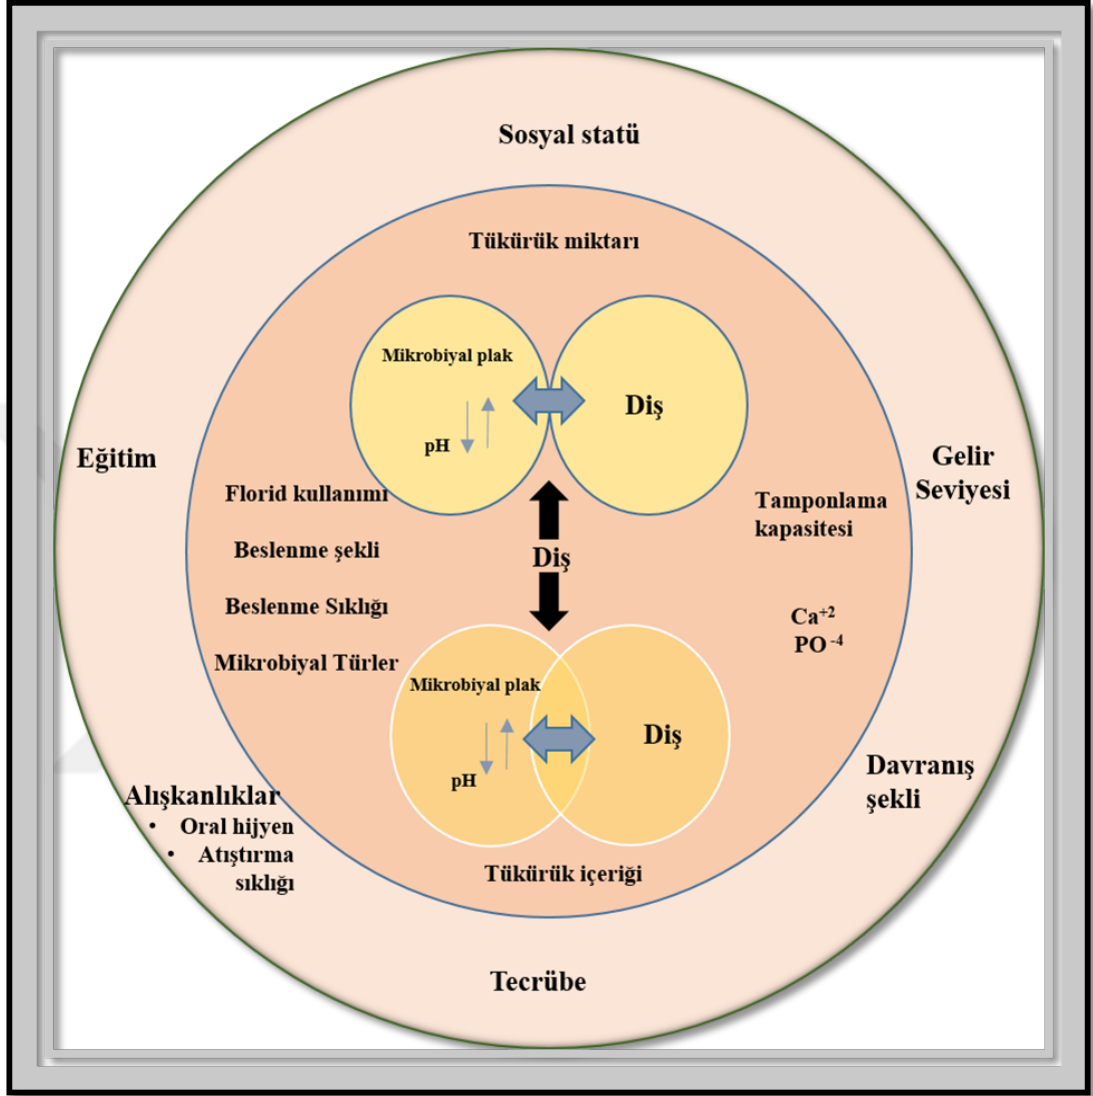 Sosyal statü
Tükürük miktarı
Mikrobiyal plak
pH
Diş
Eğitim
Gelir
Seviyesi
Florid kullanımı
Beslenme şekli
Beslenme Sıklığı
Mikrobiyal Türler
Diş
Tamponlama
kapasitesi
Ca+2
PO-4
Mikrobiyal plak
pH
Diş
Alışkanlıklar
• Oral hijyen
• Atıştırma
sıklığı
Davranış
şekli
Tükürük içeriği
Tecrübe